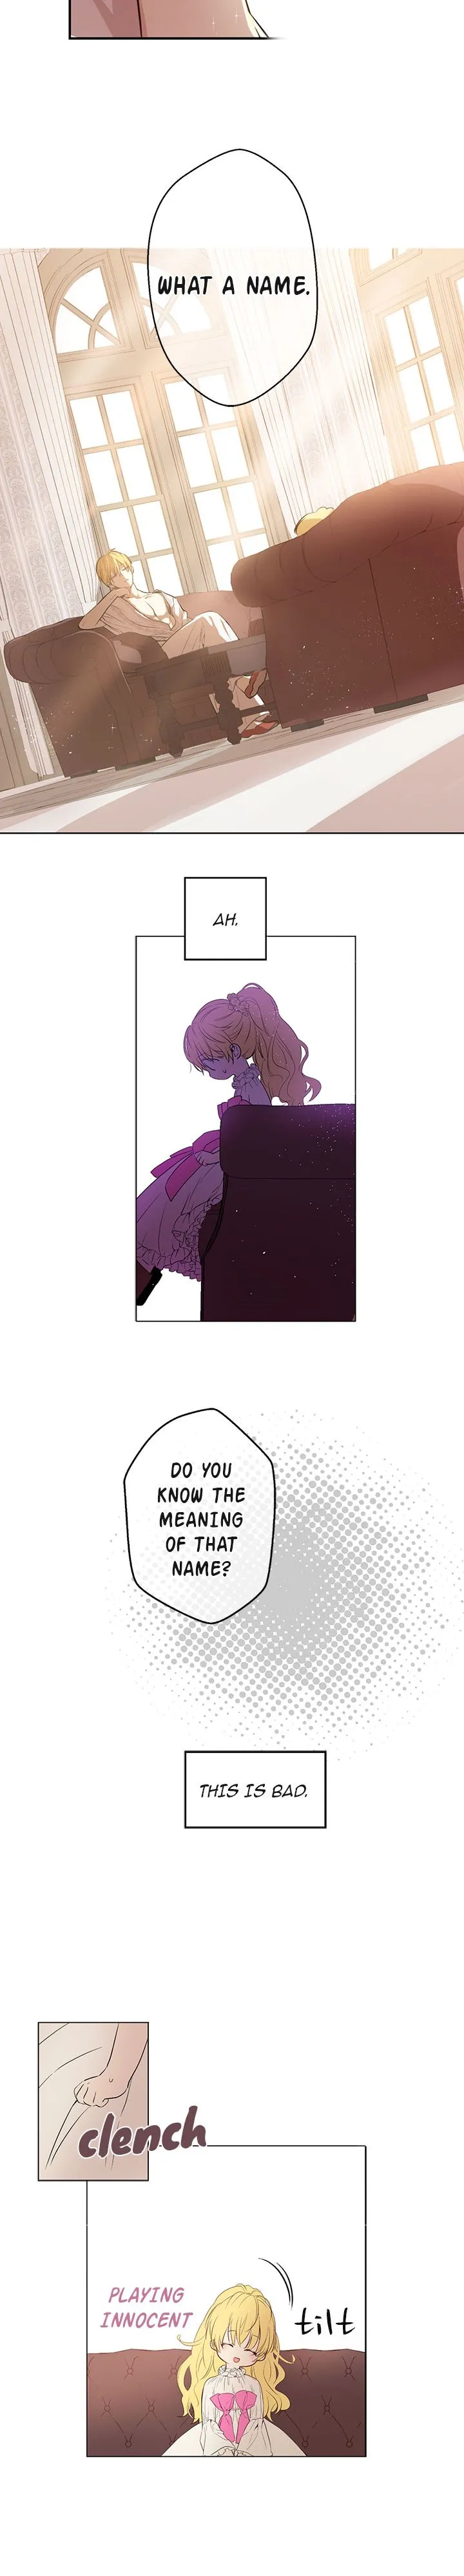 WHAT A NAME.
AH.
DO YOU
KNOW THE
MEANING
OF THAT
NAME?
THIS IS BAD.
clench
PLAYING
INNOCENT
tilt